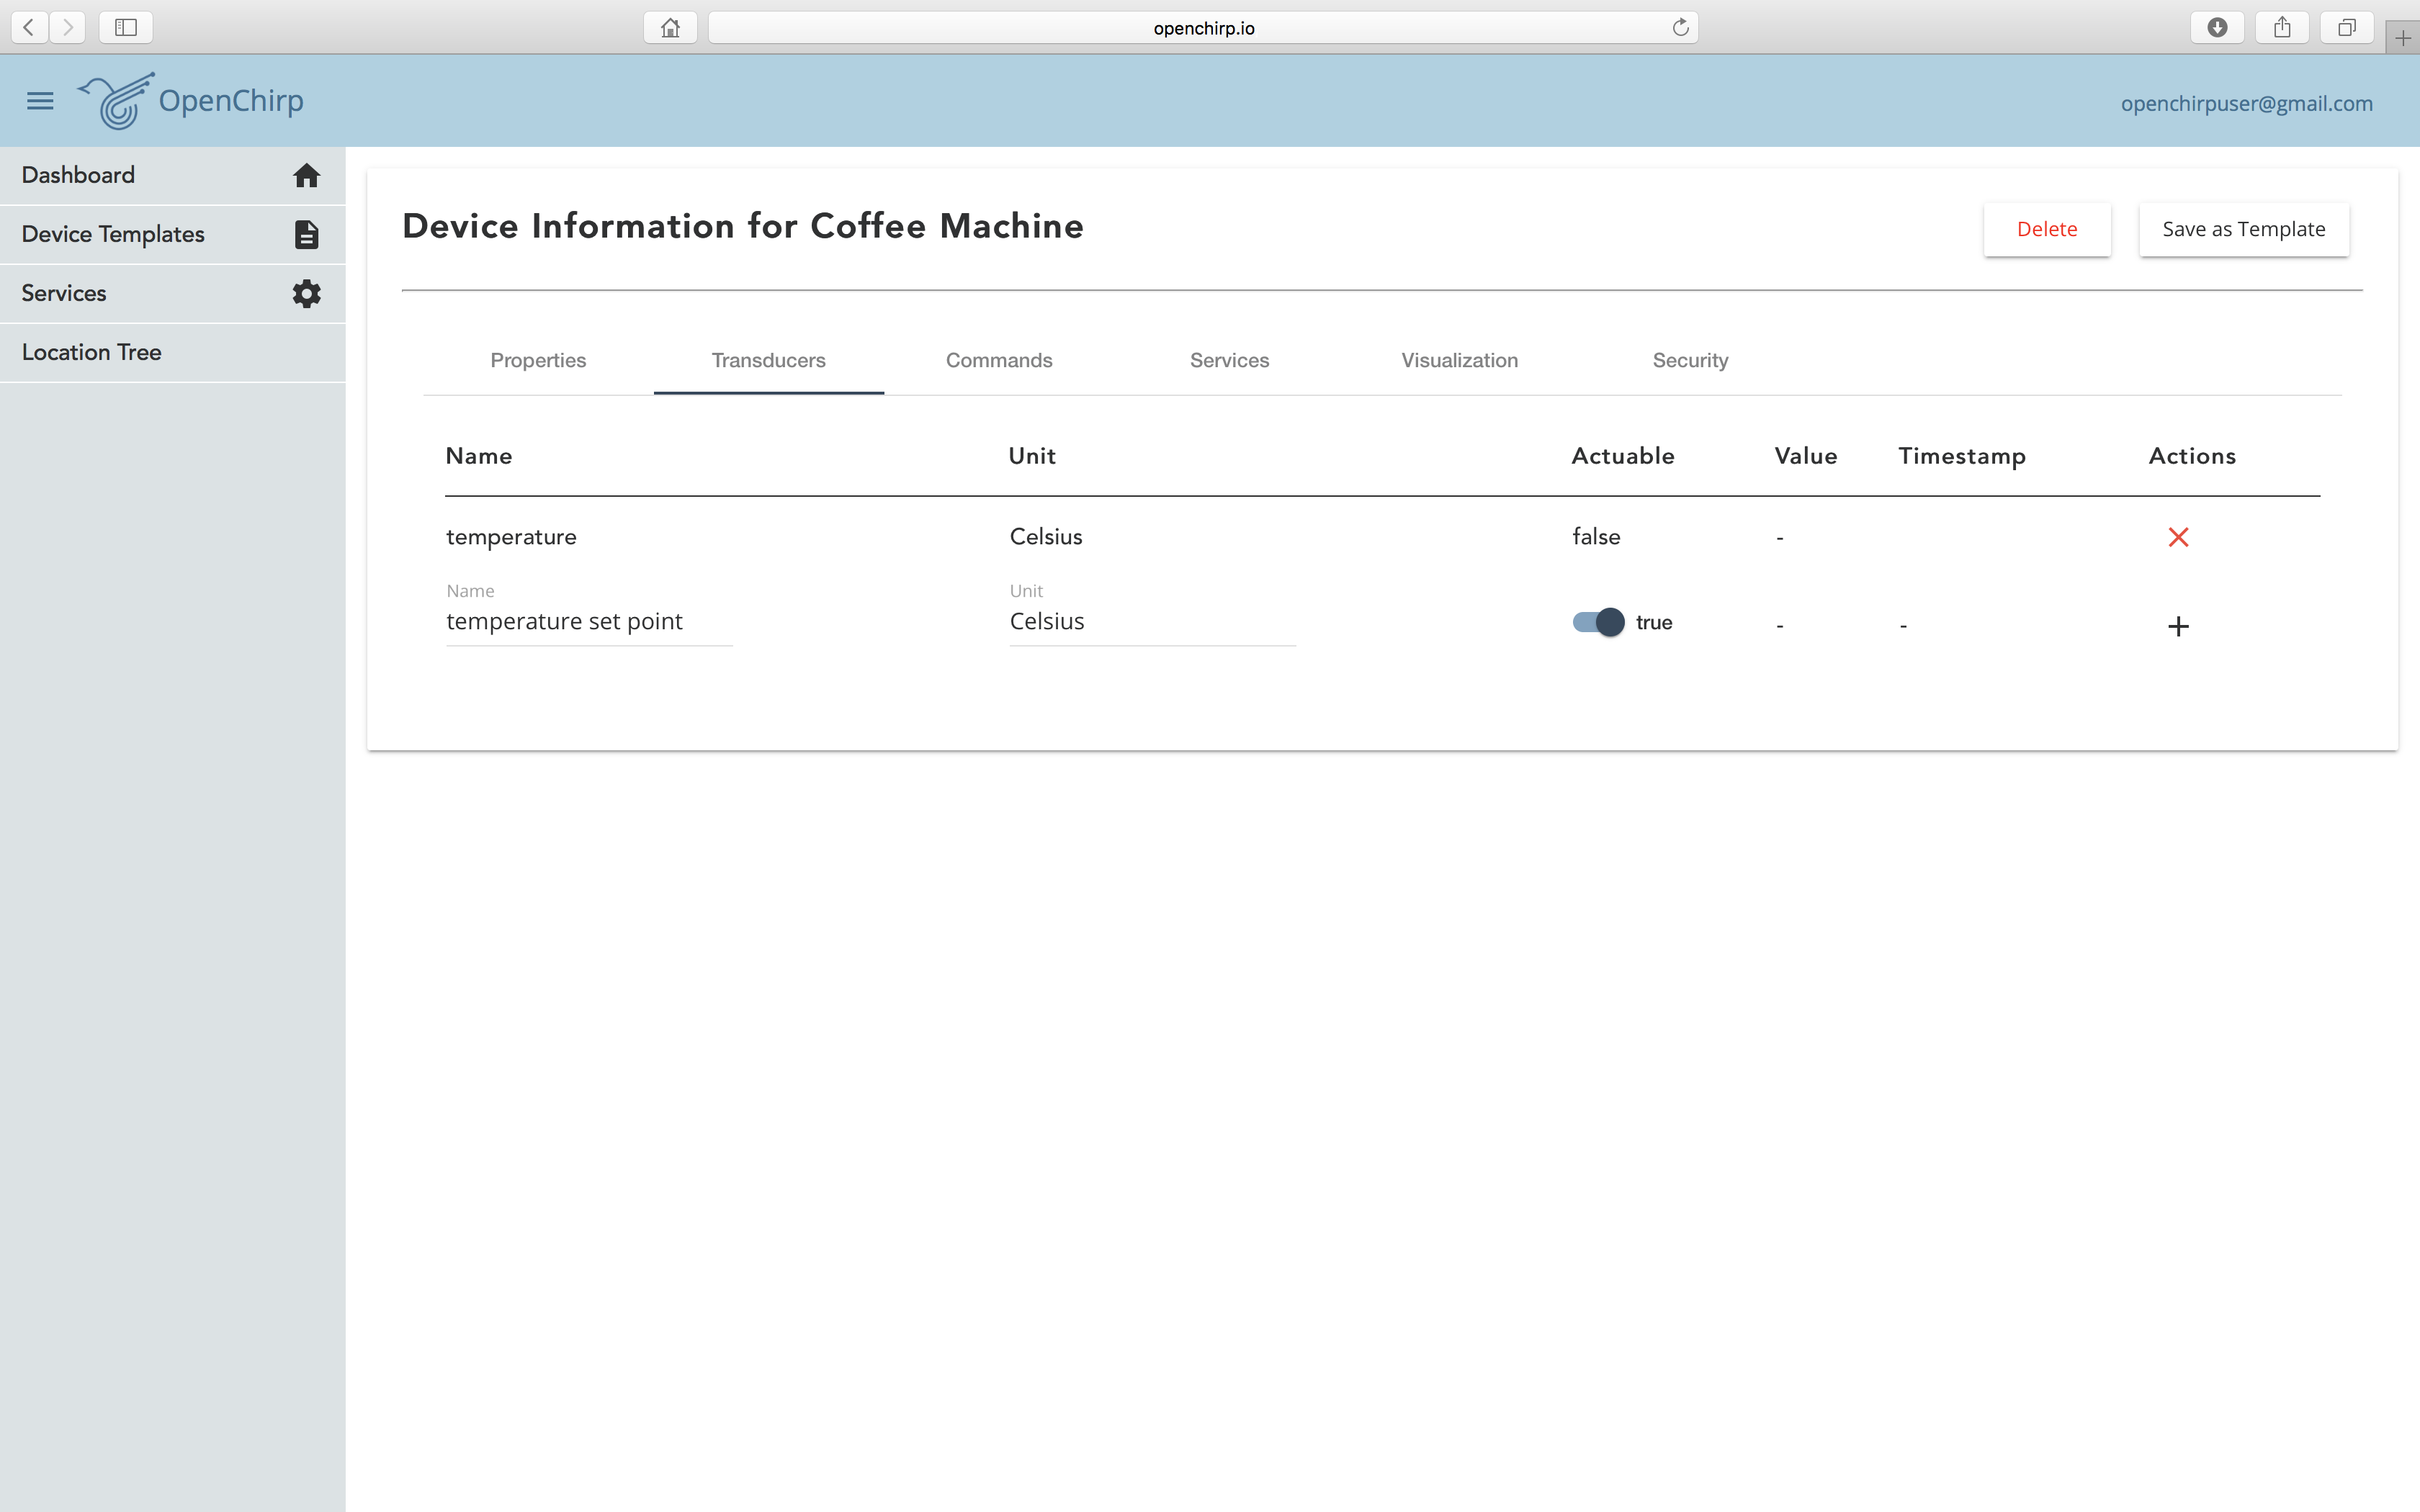 openchirp.io
OpenChirp
openchirpuser@gmail.com
Dashboard
Device Templates
Services
Location Tree
Device Information for Coffee Machine
Delete
Save as Template
Properties Transducers Commands Services Visualization Security
Name Unit Actuable Value Timestamp Actions
temperature Celsius false -
Name Unit
temperature set point Celsius true - -